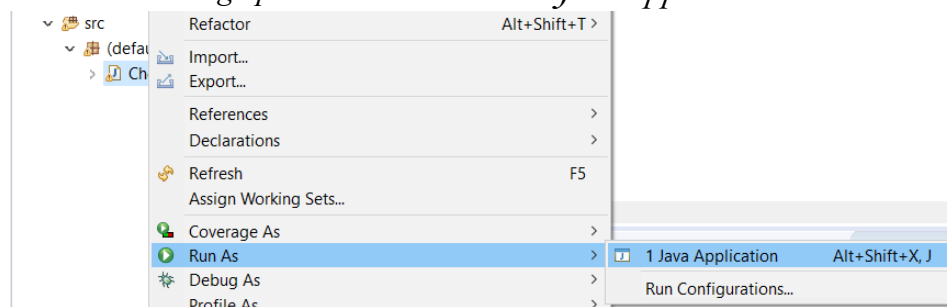 src
Refactor Alt+Shift+T >
(defau
Import...
> Ch
Export...
References >
Declarations >
Refresh F5
Assign Working Sets...
Coverage As >
Run As > 1 Java Application Alt+Shift+X, J
Debug As >
Run Configurations...
Profile As >